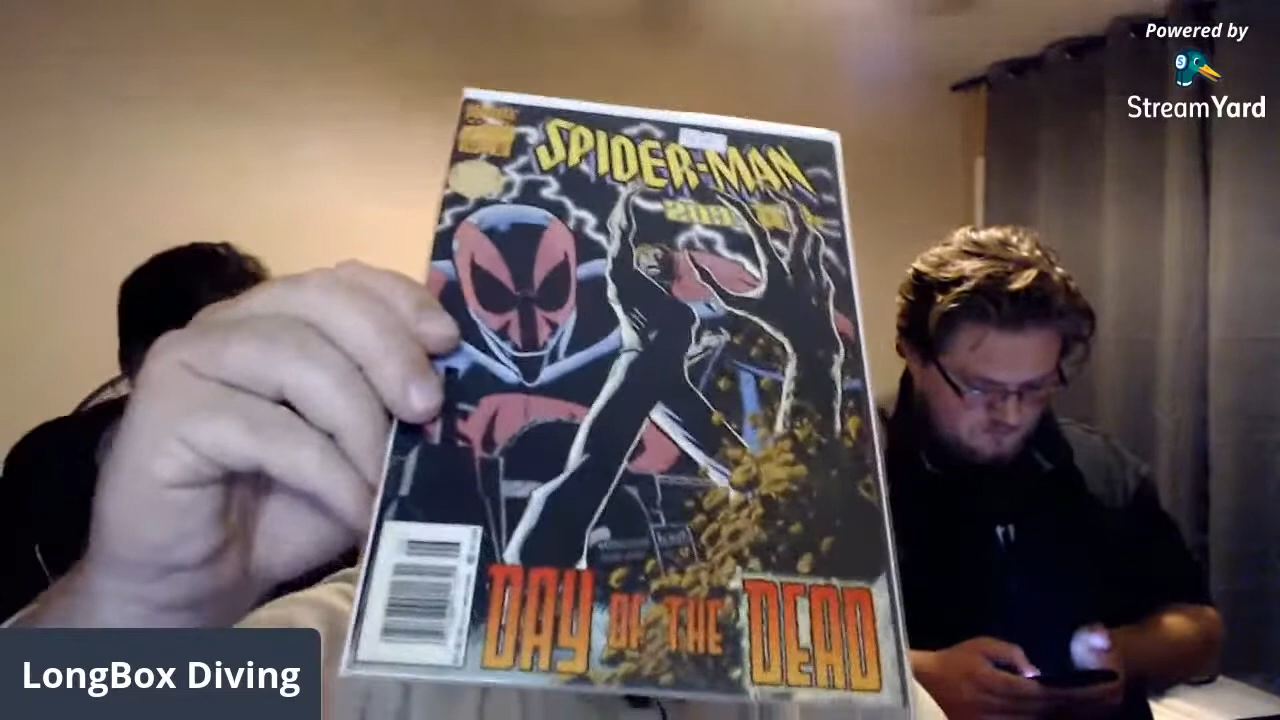 Powered by
StreamYard
SPIDER-MAN
DAY OF THE DEAD
LongBox Diving